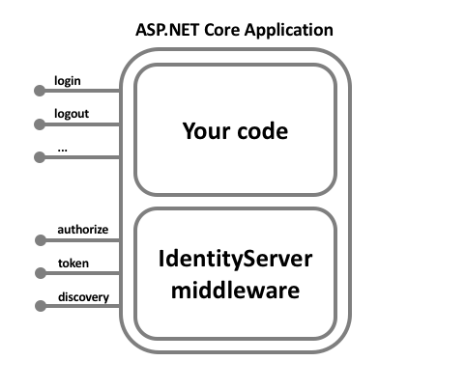 ASP.NET Core Application
login
logout
...
Your code
authorize
token
discovery
IdentityServer
middleware